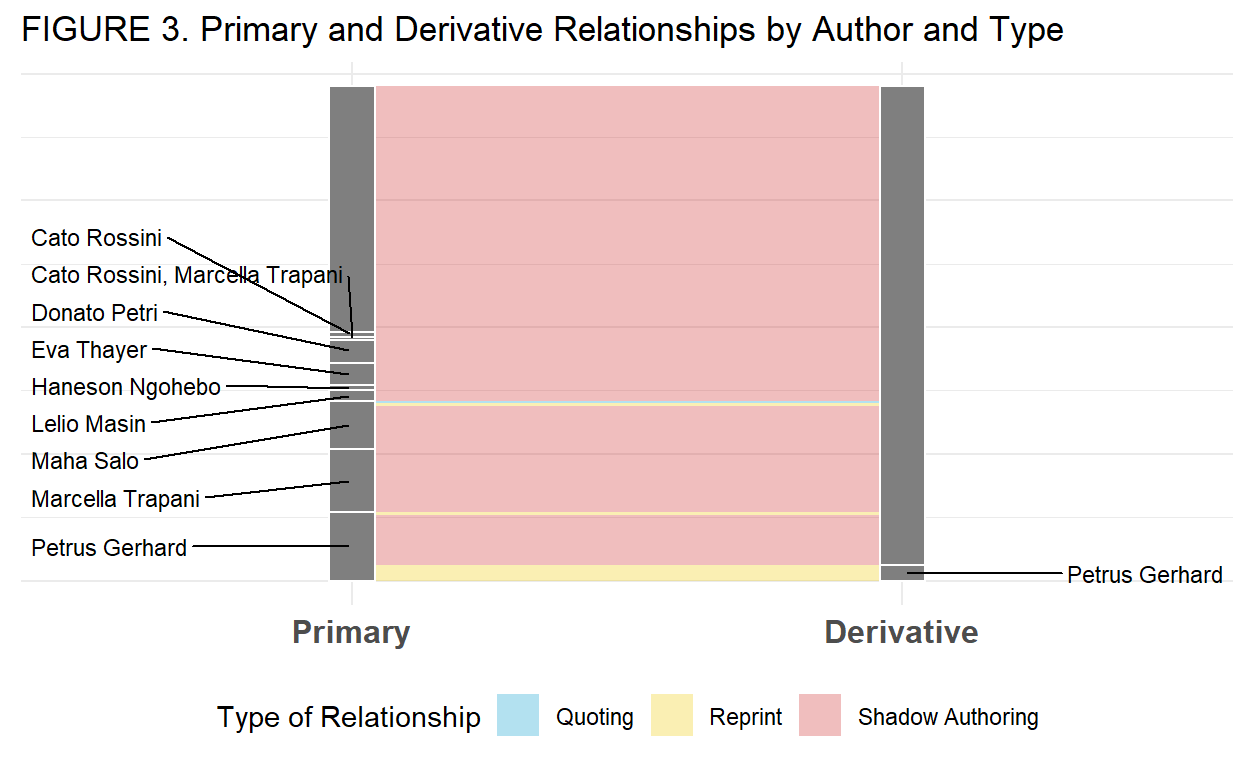 FIGURE 3. Primary and Derivative Relationships by Author and Type
Cato Rossini
Cato Rossini, Marcella Trapani
Donato Petri
Eva Thayer
Haneson Ngohebo
Lelio Masin
Maha Salo
Marcella Trapani
Petrus Gerhard
Petrus Gerhard
Primary
Derivative
Type of Relationship
Quoting
Reprint
Shadow Authoring